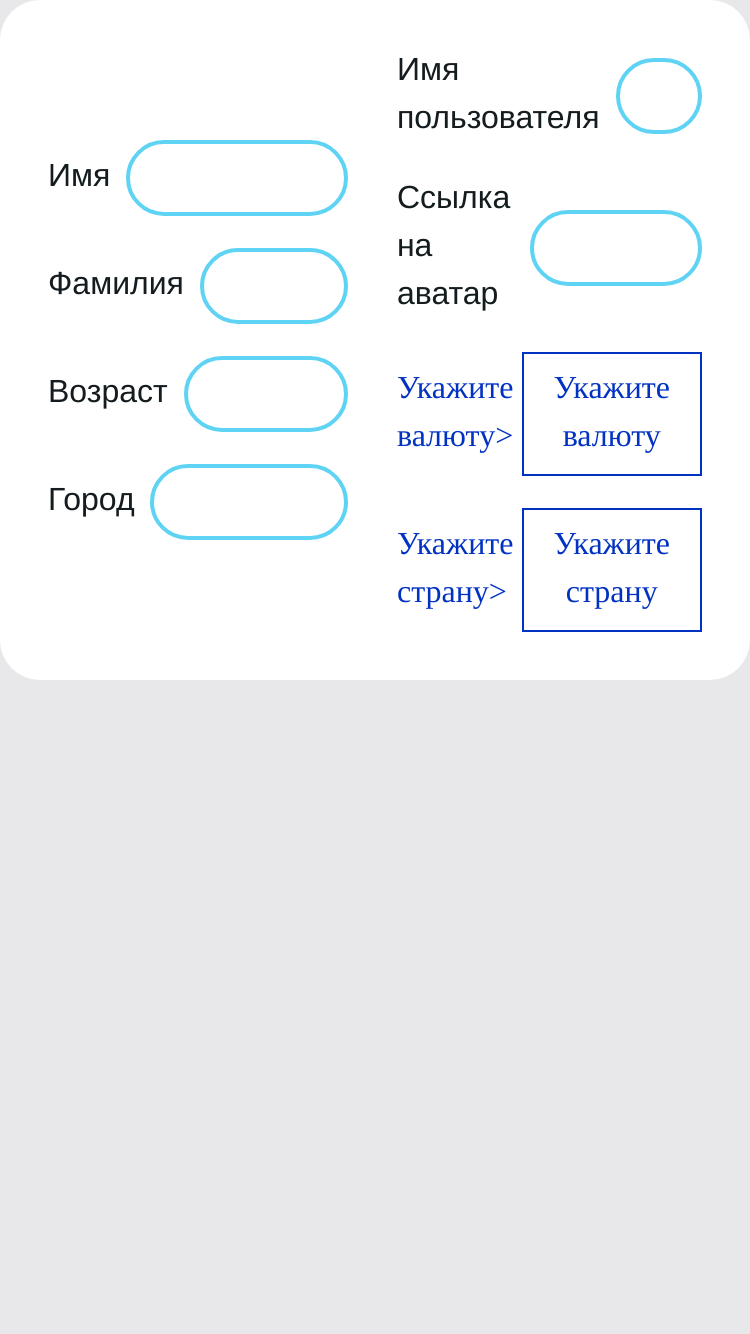 Имя
Фамилия
Возраст
Город
Имя
пользователя
Ссылка
на
аватар
Укажите
валюту>
Укажите
валюту
Укажите
страну>
Укажите
страну